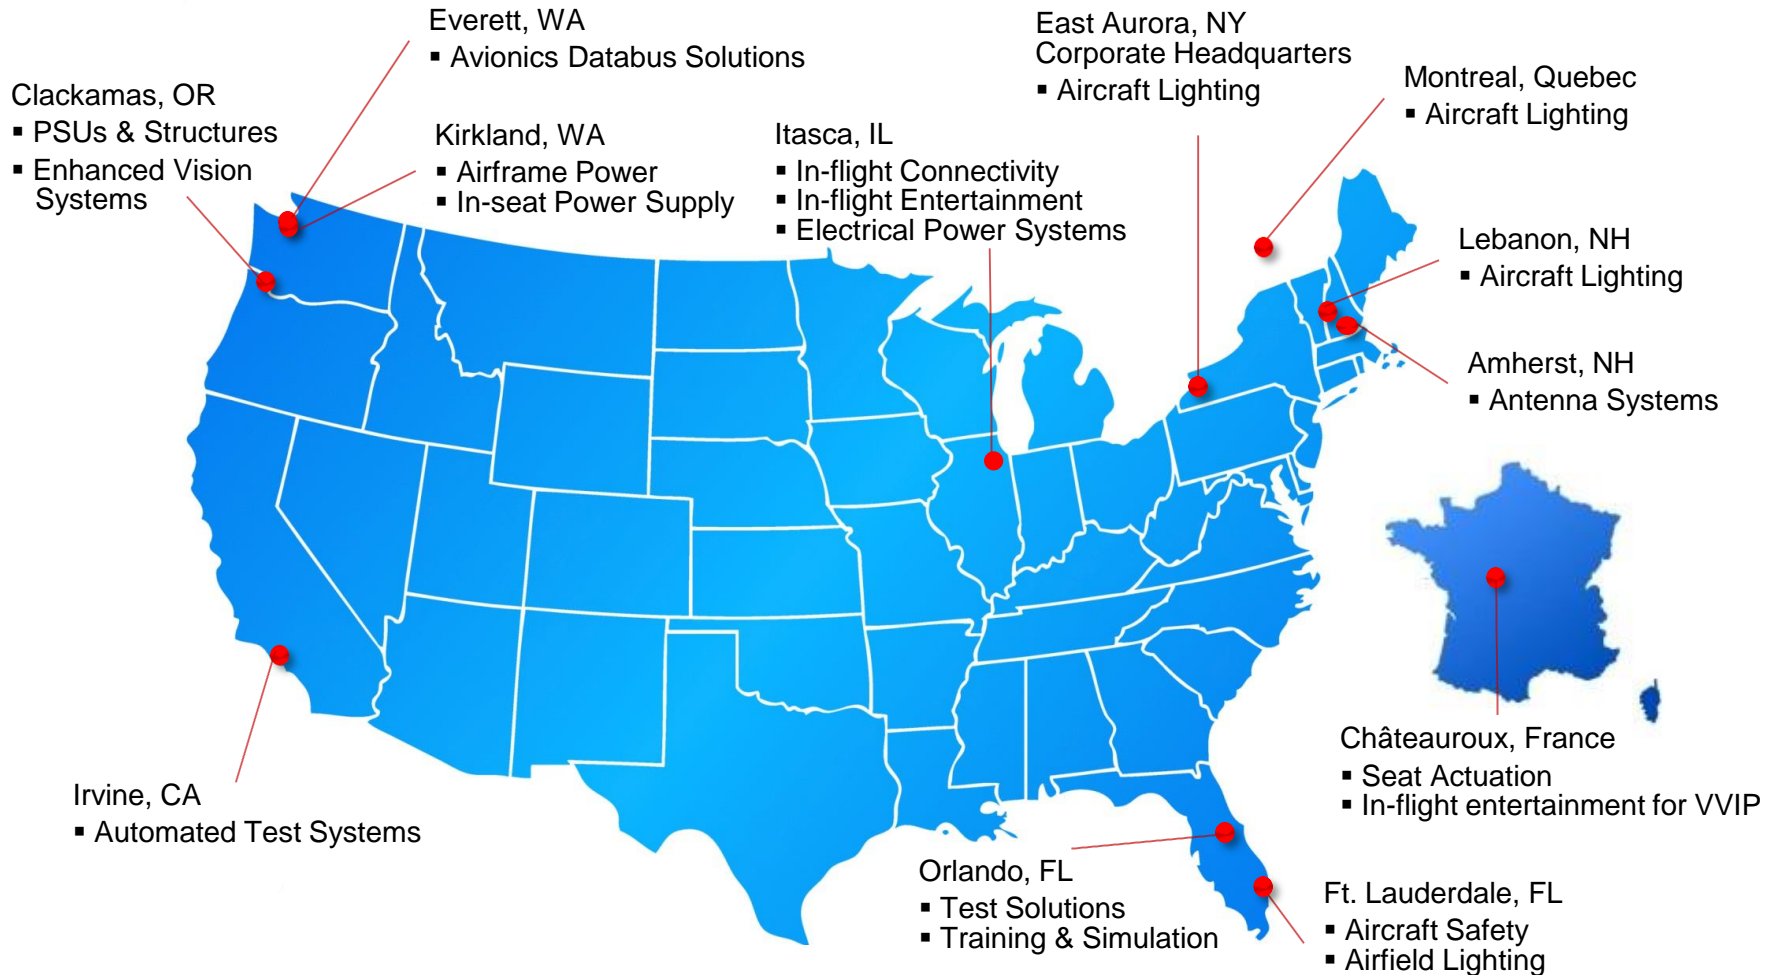 Everett, WA
▪ Avionics Databus Solutions
East Aurora, NY
Corporate Headquarters
▪ Aircraft Lighting
Montreal, Quebec
▪ Aircraft Lighting
Clackamas, OR
▪ PSUs & Structures
▪ Enhanced Vision
Systems
Kirkland, WA
▪ Airframe Power
▪ In-seat Power Supply
Itasca, IL
▪ In-flight Connectivity
▪ In-flight Entertainment
▪ Electrical Power Systems
Lebanon, NH
▪ Aircraft Lighting
Amherst, NH
▪ Antenna Systems
Châteauroux, France
▪ Seat Actuation
▪ In-flight entertainment for VVIP
Irvine, CA
▪ Automated Test Systems
Orlando, FL
▪ Test Solutions
▪ Training & Simulation
Ft. Lauderdale, FL
▪ Aircraft Safety
▪ Airfield Lighting